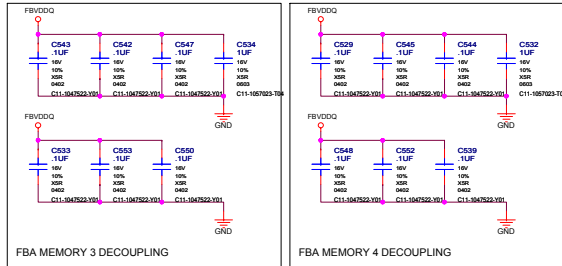 FBVDDQ
C543
.1UF
16V
10%
X5R
0402
C11-1047522-Y01
C542
.1UF
16V
10%
X5R
0402
C11-1047522-Y01
C547
.1UF
16V
10%
X5R
0402
C11-1047522-Y01
C534
1UF
16V
10%
X5R
0603
C11-1057023-T04
GND
FBVDDQ
C533
.1UF
16V
10%
X5R
0402
C11-1047522-Y01
C553
.1UF
16V
10%
X5R
0402
C11-1047522-Y01
C550
.1UF
16V
10%
X5R
0402
C11-1047522-Y01
GND
FBA MEMORY 3 DECOUPLING
FBVDDQ
C529
.1UF
16V
10%
X5R
0402
C11-1047522-Y01
C545
.1UF
16V
10%
X5R
0402
C11-1047522-Y01
C544
.1UF
16V
10%
X5R
0402
C11-1047522-Y01
C532
1UF
16V
10%
X5R
0603
C11-1057023-T0
GND
FBVDDQ
C548
.1UF
16V
10%
X5R
0402
C11-1047522-Y01
C552
.1UF
16V
10%
X5R
0402
C11-1047522-Y01
C539
.1UF
16V
10%
X5R
0402
C11-1047522-Y01
GND
FBA MEMORY 4 DECOUPLING